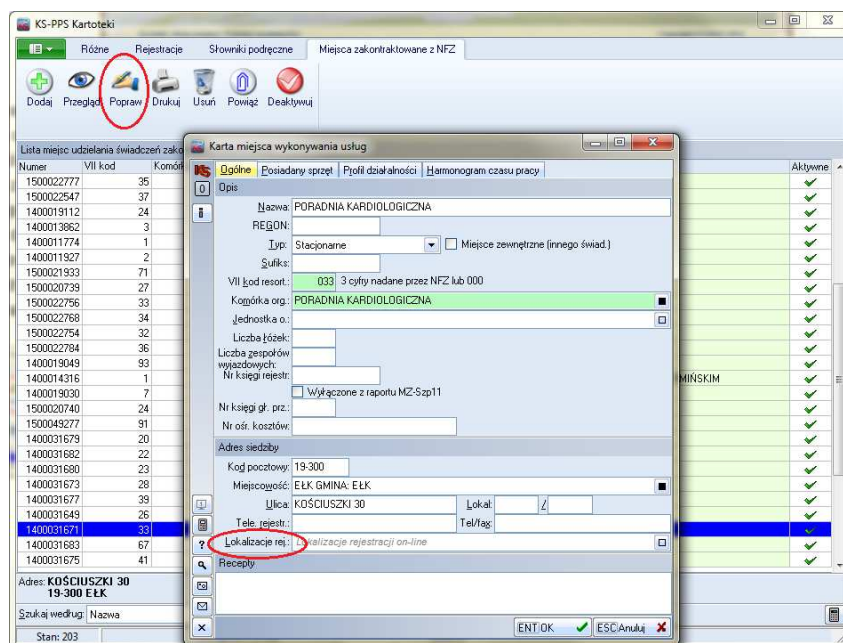 KS-PPS Kartoteki
Różne Rejestracje Słowniki podręczne Miejsca zakontraktowane z NFZ
Dodaj Przegląd Popraw Drukuj Usuń Powiąż Deaktywuj
Lista miejsc udzielania świadczeń zako
Numer VII kod Komór Aktywne
1500022777 35
1500022547 37
1400019112 24
1400013862 3
1400011774 1
1400011927 2
1500021933 71
1500020739 27
1500022756 33
1500022768 34
1500022754 32
1500022784 36
1400019049 93
1400014316 1 MIŃSKIM
1400019030 7
1500020740 24
1500049277 91
1400031679 20
1400031682 22
1400031680 23
1400031673 28
1400031677 39
1400031649 26
1400031671 33
1400031683 67
1400031675 41
Adres: KOŚCIUSZKI 30
19-300 EŁK
Szukaj według: Nazwa
Stan: 203
Karta miejsca wykonywania usług
KS Ogólne Posiadany sprzęt Profil działalności Harmonogram czasu pracy
0 Opis
Nazwa: PORADNIA KARDIOLOGICZNA
REGON:
Typ: Stacjonarne Miejsce zewnętrzne (innego świad.)
Sufiks:
VII kod resort.: 033 3 cyfry nadane przez NFZ lub 000
Komórka org.: PORADNIA KARDIOLOGICZNA
Jednostka o.:
Liczba łóżek:
Liczba zespołów
wyjazdowych:
Nr księgi rejestr:
Wyłączone z raportu MZ-Szp11
Nr księgi gł. prz.:
Nr ośr. kosztów:
Adres siedziby
Kod pocztowy: 19-300
Miejscowość: EŁK GMINA: EŁK
Ulica: KOŚCIUSZKI 30 Lokal: /
Tele. rejestr.: Tel/fax:
Lokalizacje rej.: Lokalizacje rejestracji on-line
Recepty
ENT OK ESC Anuluj